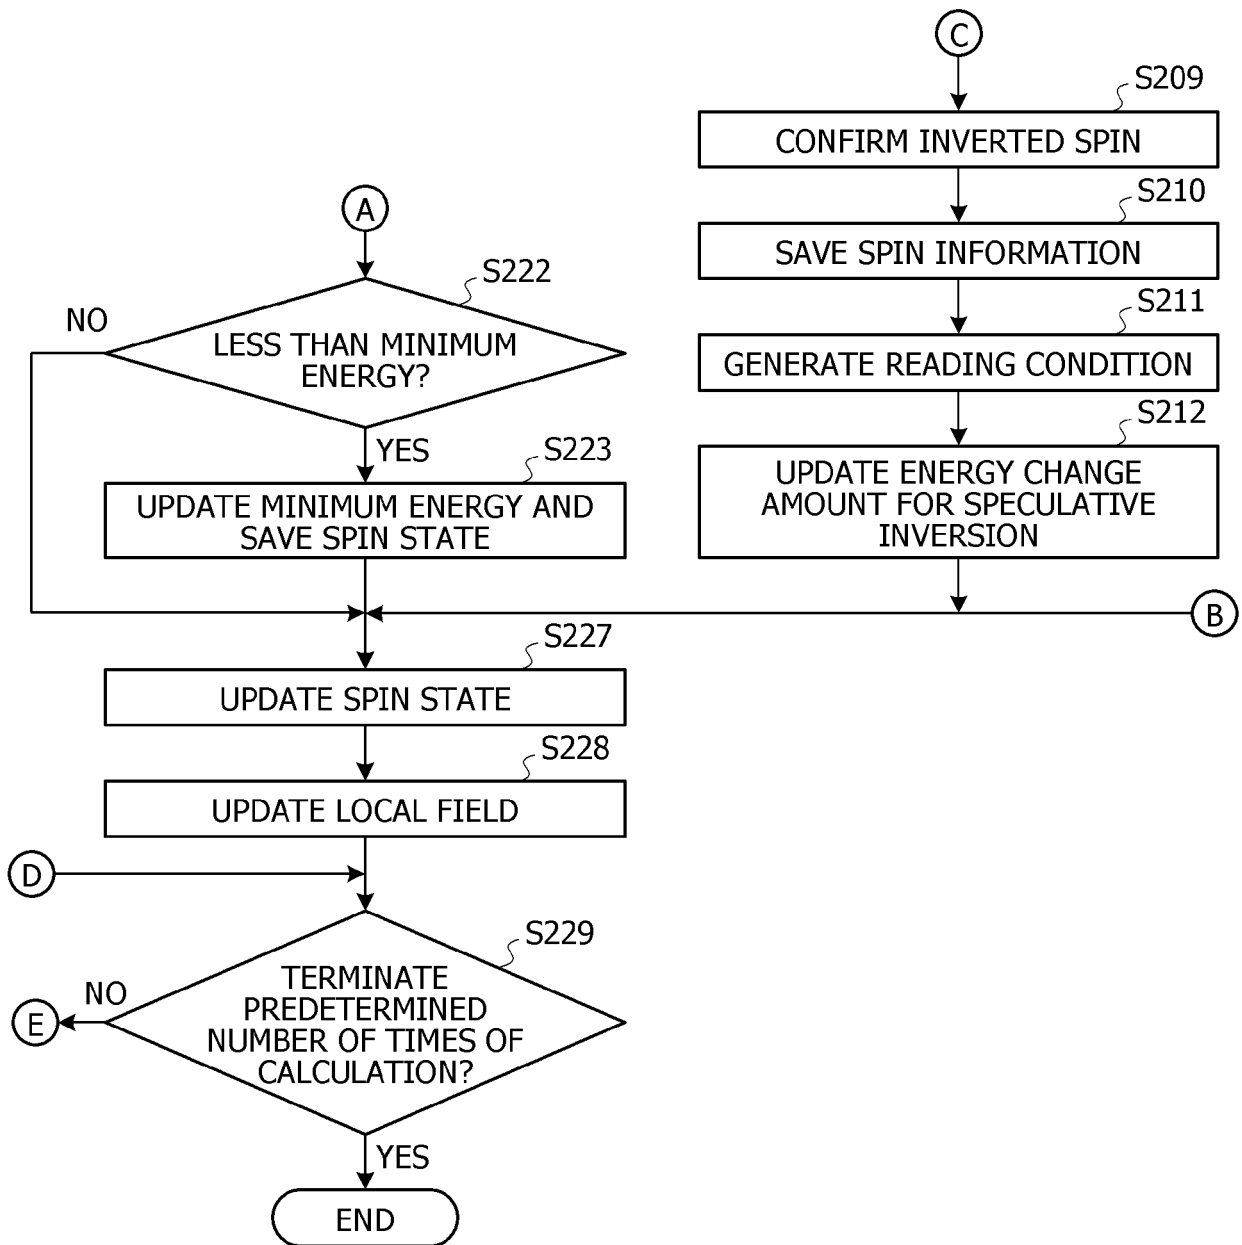 C
S209
CONFIRM INVERTED SPIN
S210
SAVE SPIN INFORMATION
S211
GENERATE READING CONDITION
S212
UPDATE ENERGY CHANGE
AMOUNT FOR SPECULATIVE
INVERSION
B
A
S222
NO
LESS THAN MINIMUM
ENERGY?
YES
S223
UPDATE MINIMUM ENERGY AND
SAVE SPIN STATE
S227
UPDATE SPIN STATE
S228
UPDATE LOCAL FIELD
D
S229
TERMINATE
PREDETERMINED
NUMBER OF TIMES OF
CALCULATION?
NO
E
YES
END